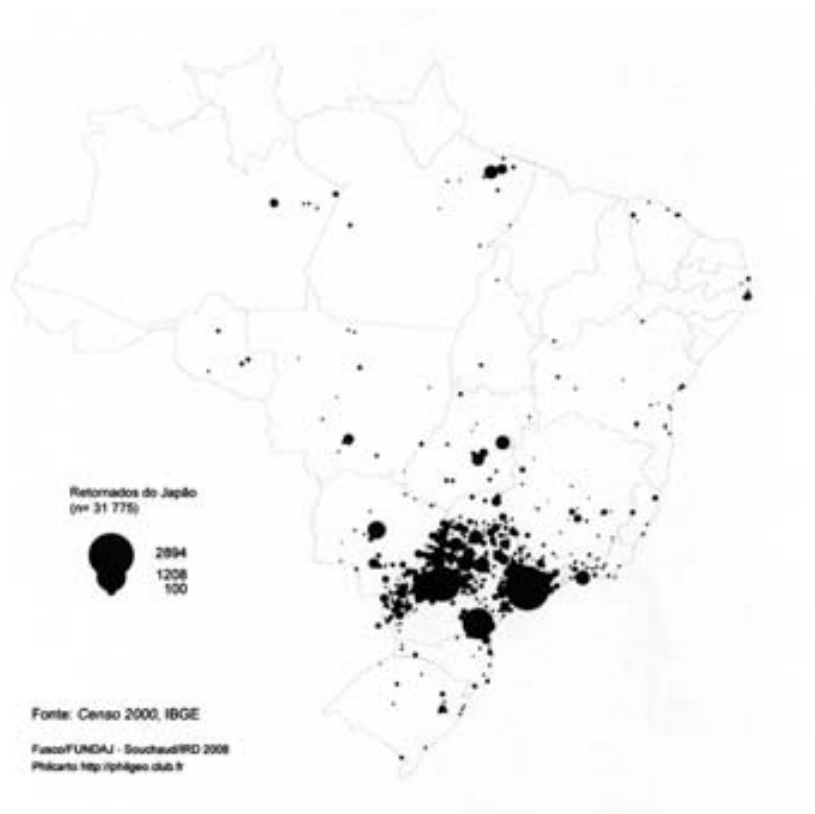 Retornados do Japão
(n= 31 775)
2894
1208
100
Fonte: Censo 2000, IBGE
Fusco/FUNDAJ - Souchaud/IRD 2008
Philcarto http://philgeo.club.fr